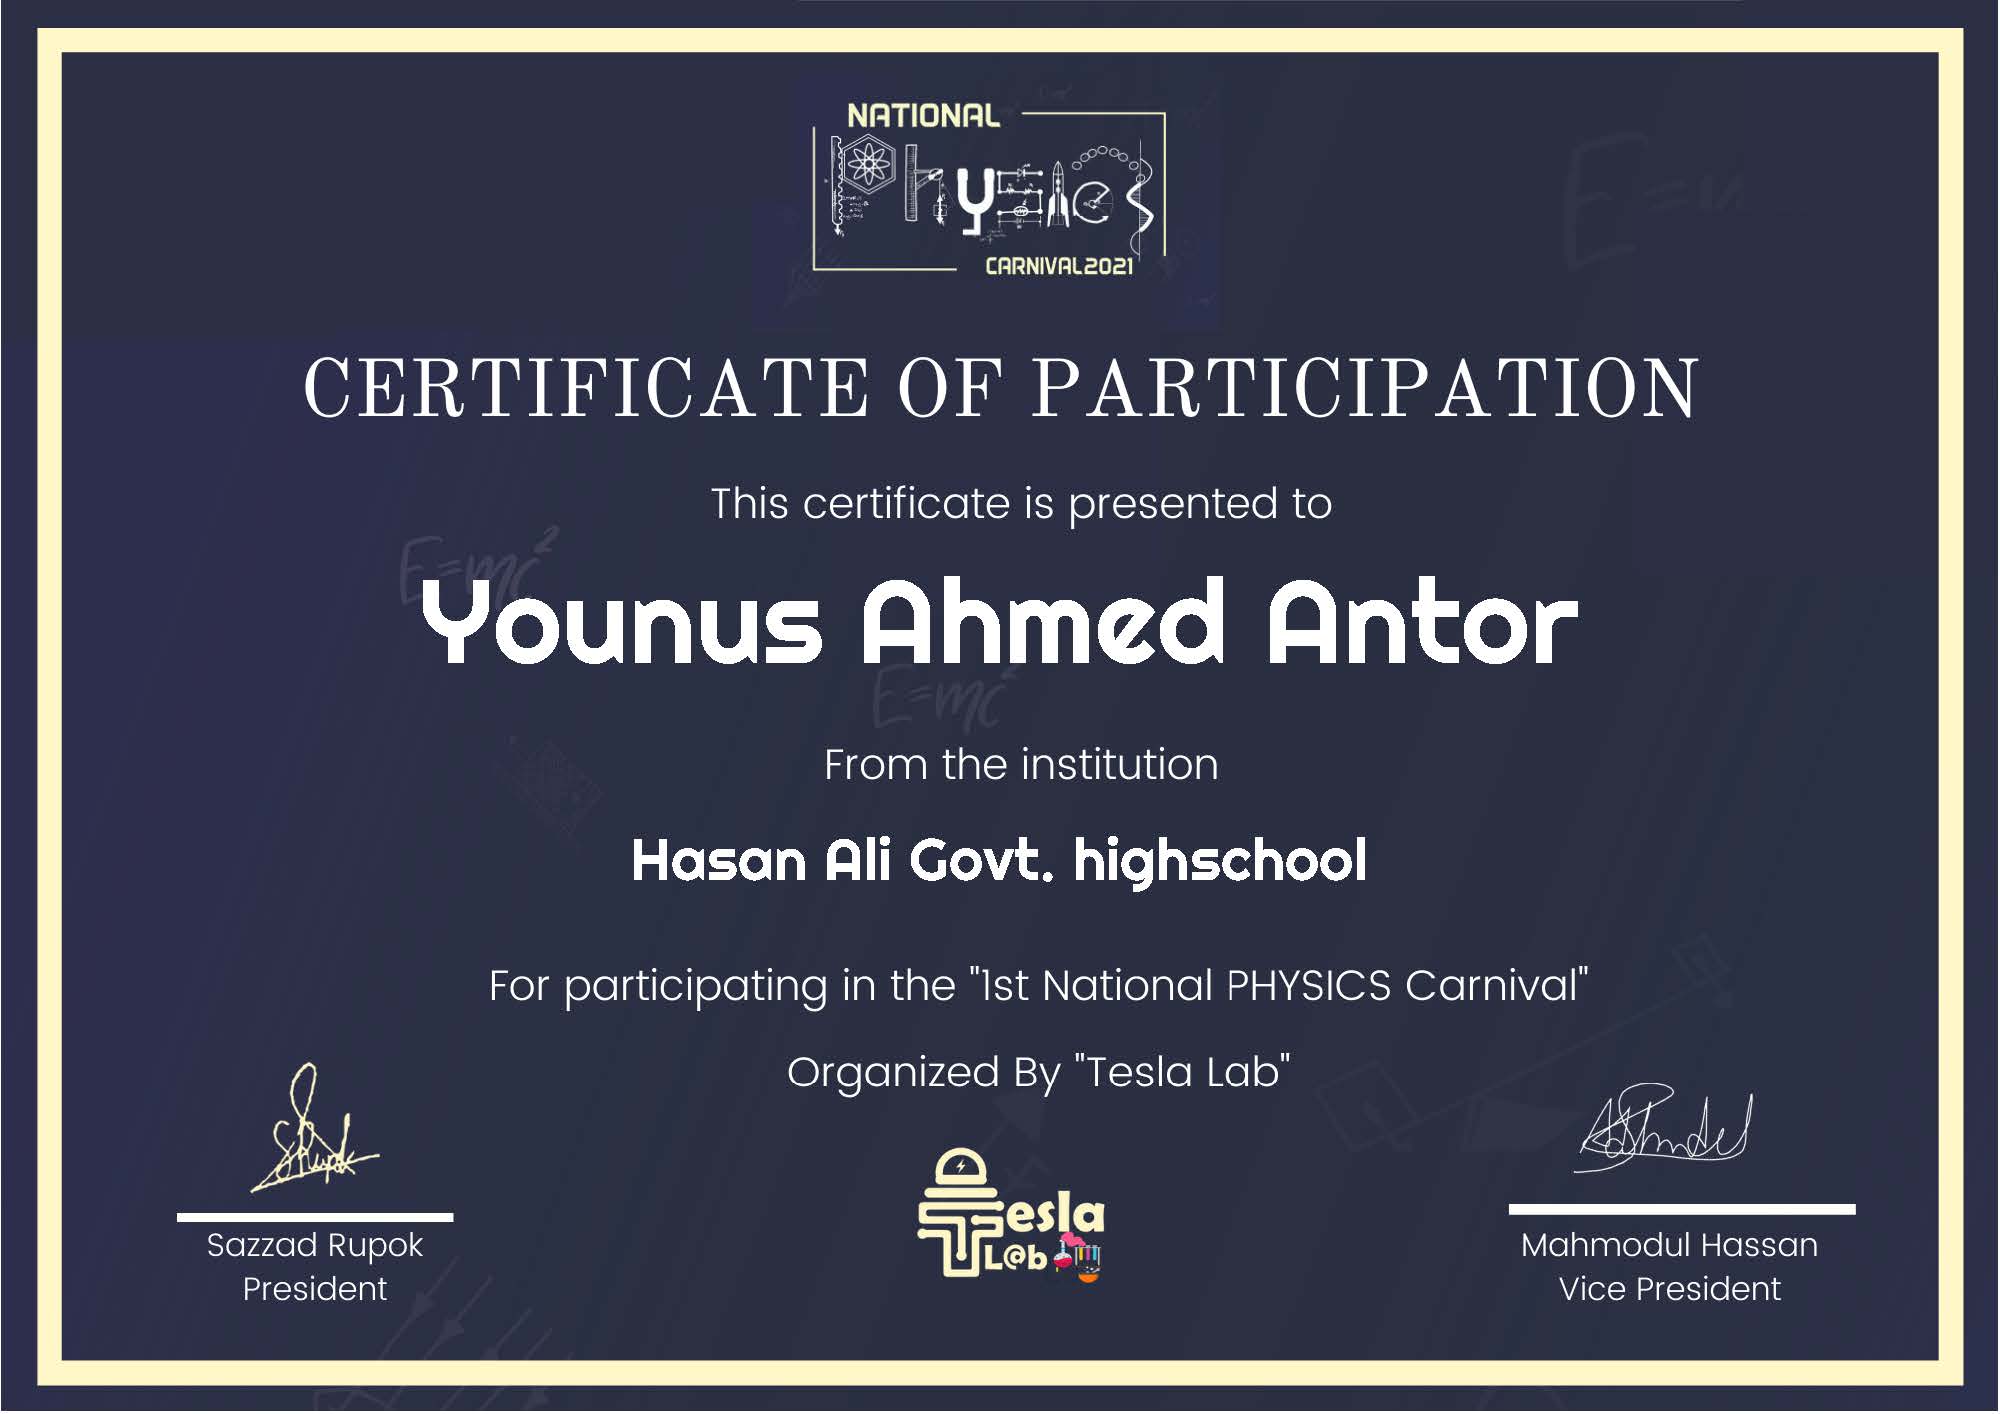 NATIONAL
Physics
CARNIVAL2021
CERTIFICATE OF PARTICIPATION
This certificate is presented to
E=mc²
Younus Ahmed Antor
E=mc²
From the institution
Hasan Ali Govt. highschool
For participating in the "1st National PHYSICS Carnival"
Organized By "Tesla Lab"
Tesla
L@b
Sazzad Rupok
President
Mahmodul Hassan
Vice President